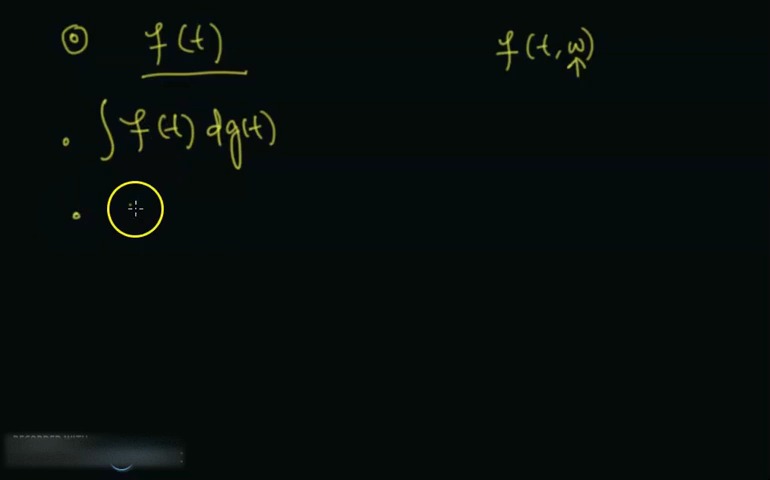 f(t)
f(t, ω)
∫ f(t) dg(t)